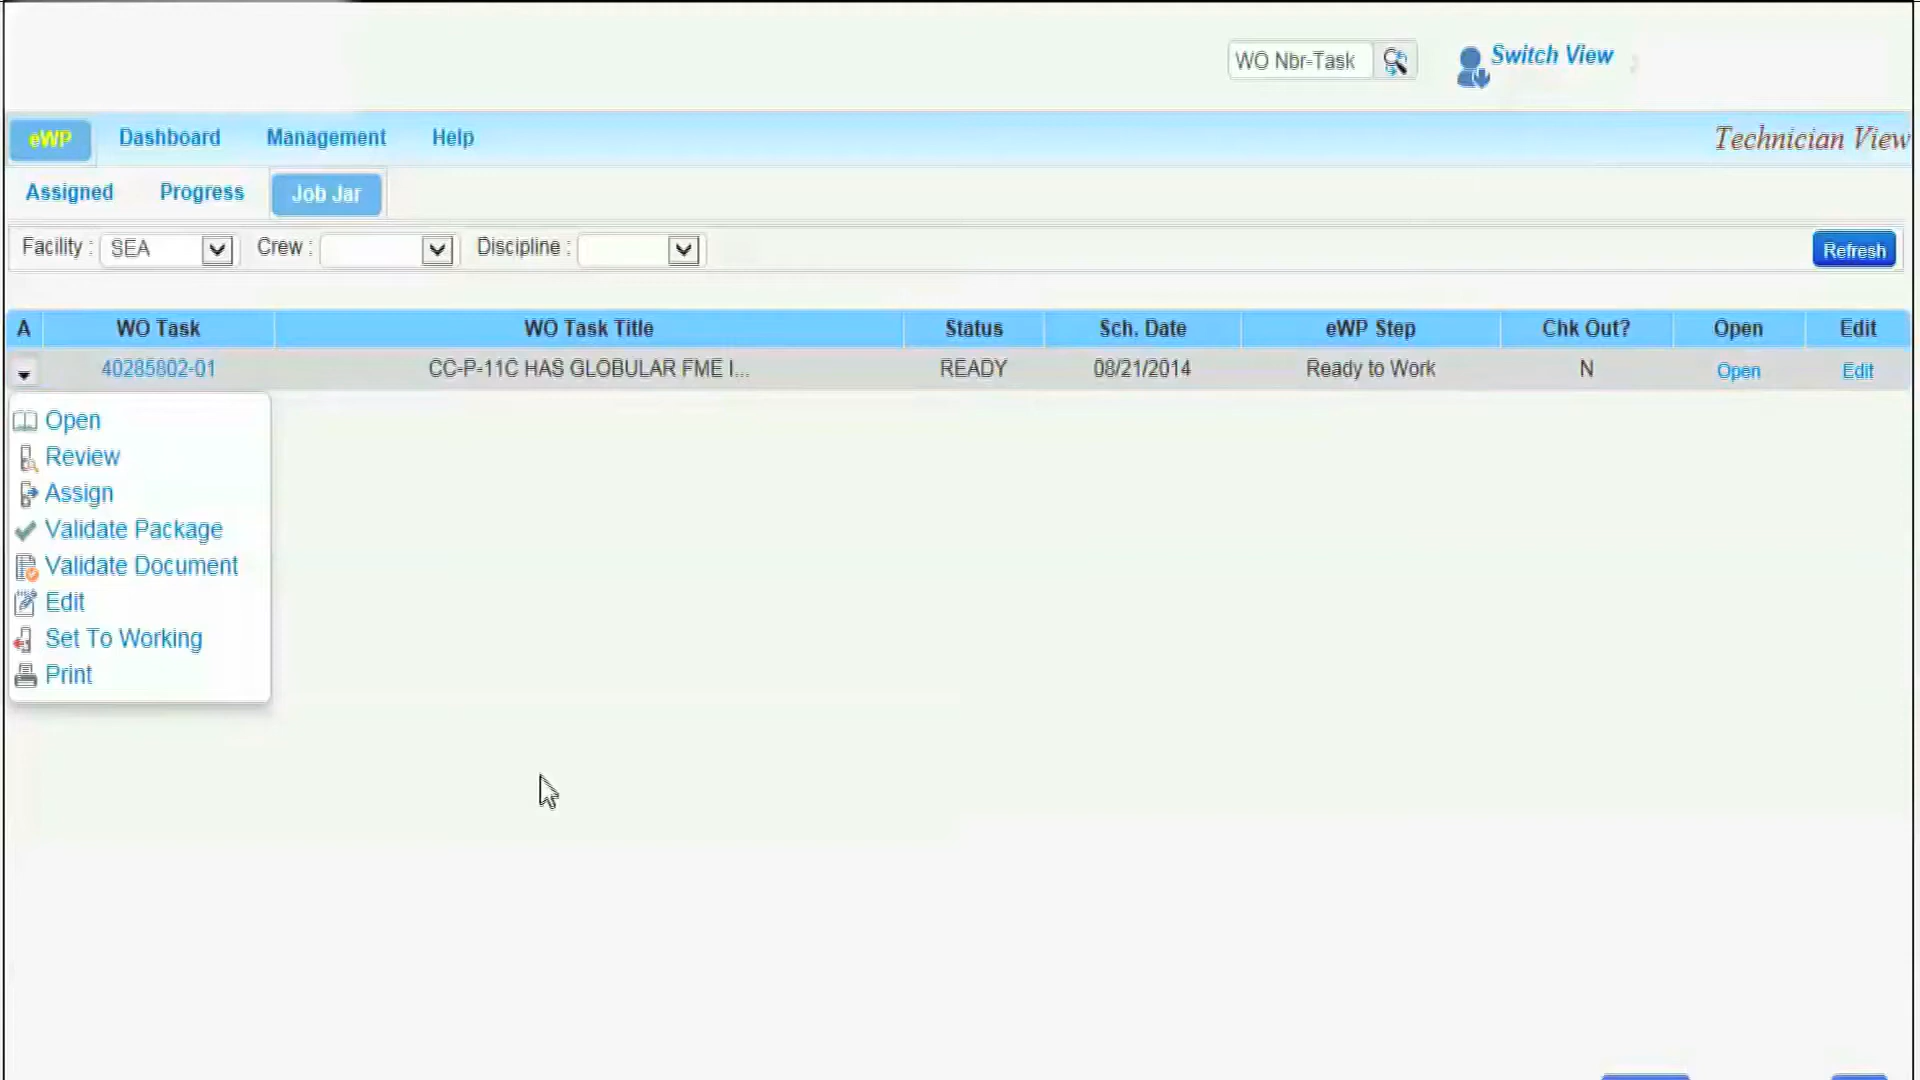 WO Nbr-Task
Switch View
eWP Dashboard Management Help Technician View
Assigned Progress Job Jar
Facility : SEA Crew : Discipline : Refresh
A WO Task WO Task Title Status Sch. Date eWP Step Chk Out? Open Edit
40285802-01 CC-P-11C HAS GLOBULAR FME I... READY 08/21/2014 Ready to Work N Open Edit
Open
Review
Assign
Validate Package
Validate Document
Edit
Set To Working
Print